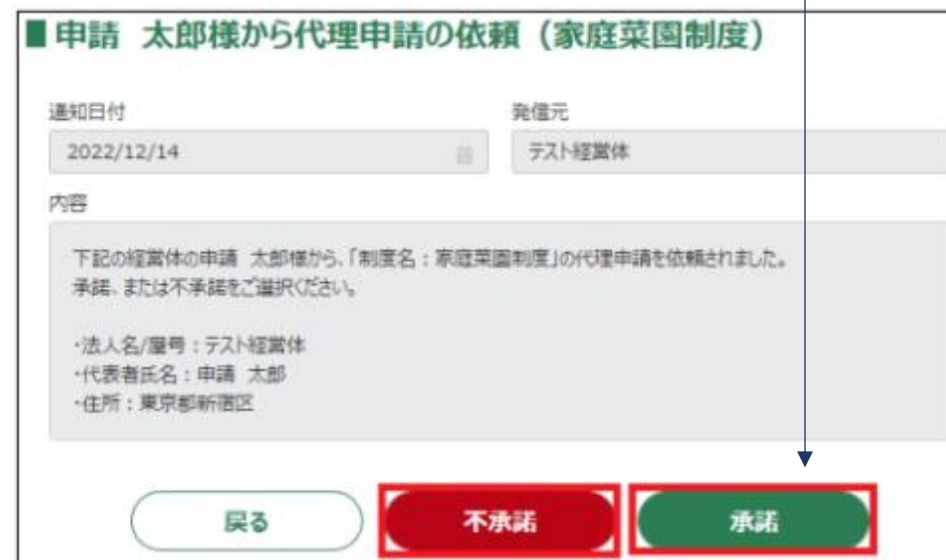 ■申請 太郎様から代理申請の依頼（家庭菜園制度）
通知日付
発信元
2022/12/14
テスト経営体
内容
下記の経営体の申請 太郎様から、「制度名：家庭菜園制度」の代理申請を依頼されました。
承諾、または不承諾をご選択ください。
・法人名/屋号：テスト経営体
・代表者氏名：申請 太郎
・住所：東京都新宿区
戻る
不承諾
承諾